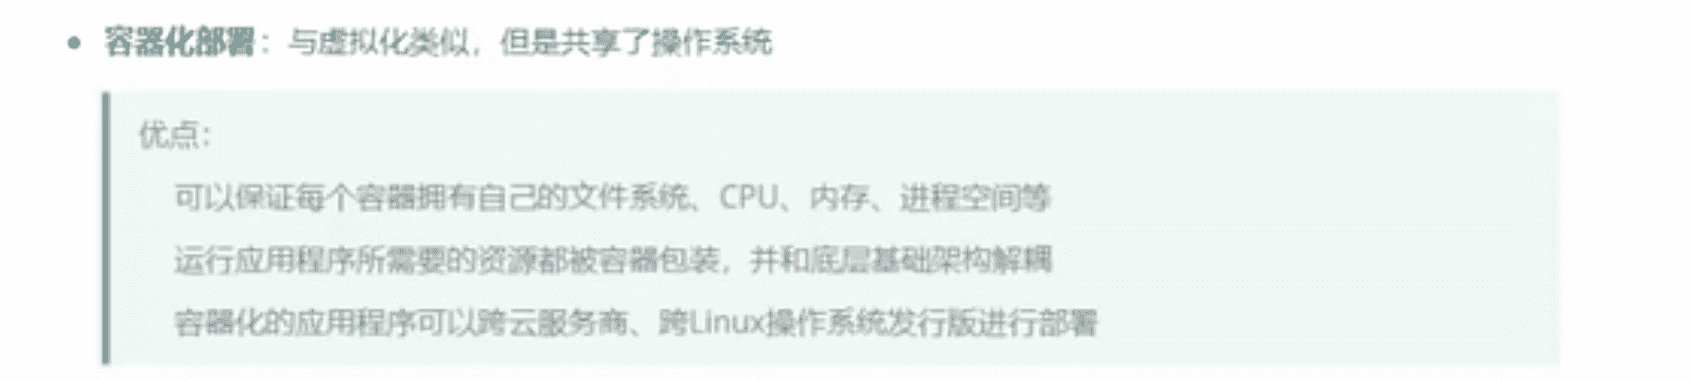 • 容器化部署：与虚拟化类似，但是共享了操作系统
优点：
可以保证每个容器拥有自己的文件系统、CPU、内存、进程空间等
运行应用程序所需要的资源都被容器包装，并和底层基础架构解耦
容器化的应用程序可以跨云服务商、跨Linux操作系统发行版进行部署